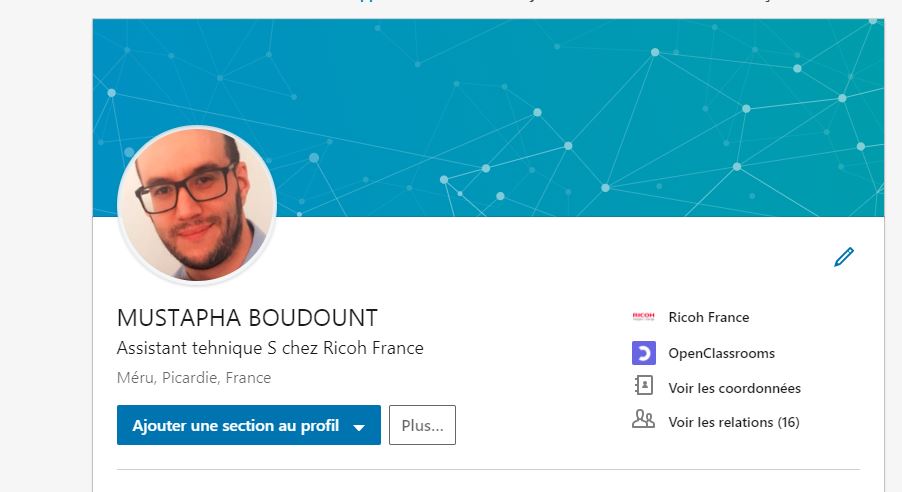 MUSTAPHA BOUDOUNT
Assistant tehnique S chez Ricoh France
Méru, Picardie, France
Ajouter une section au profil
Plus...
RICOH
Ricoh France
OpenClassrooms
Voir les coordonnées
Voir les relations (16)